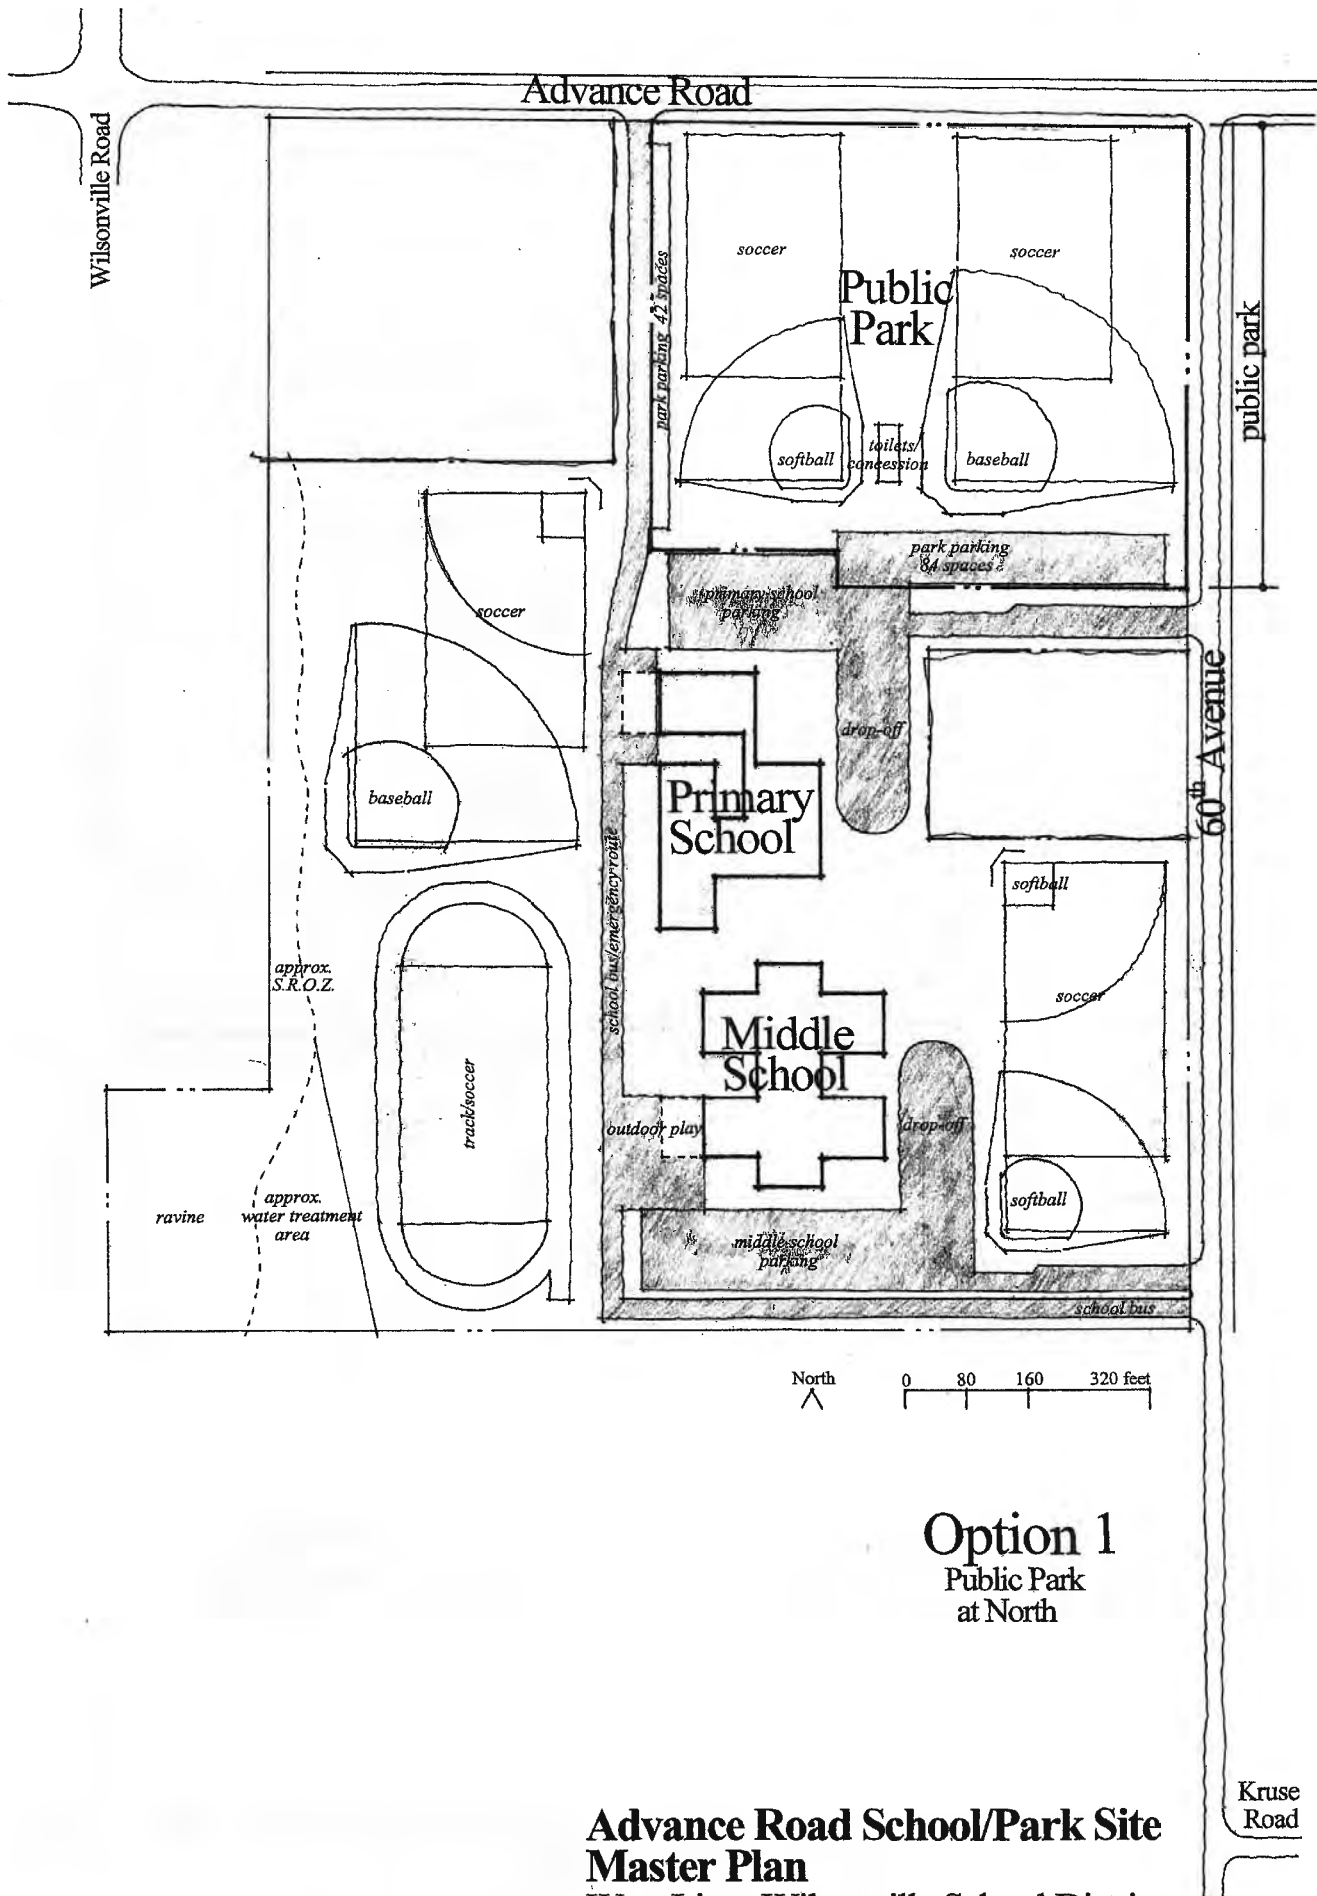 Advance Road
Wilsonville Road
soccer
soccer
Public
Park
park parking 42 spaces
public park
softball
toilets/
concession
baseball
park parking
84 spaces
primary school
parking
soccer
drop-off
60th Avenue
baseball
Primary
School
school bus/emergency route
softball
approx.
S.R.O.Z.
soccer
Middle
School
track/soccer
outdoor play
drop-off
ravine
approx.
water treatment
area
softball
middle school
parking
school bus
North
0 80 160 320 feet
Option 1
Public Park
at North
Kruse
Road
Advance Road School/Park Site
Master Plan